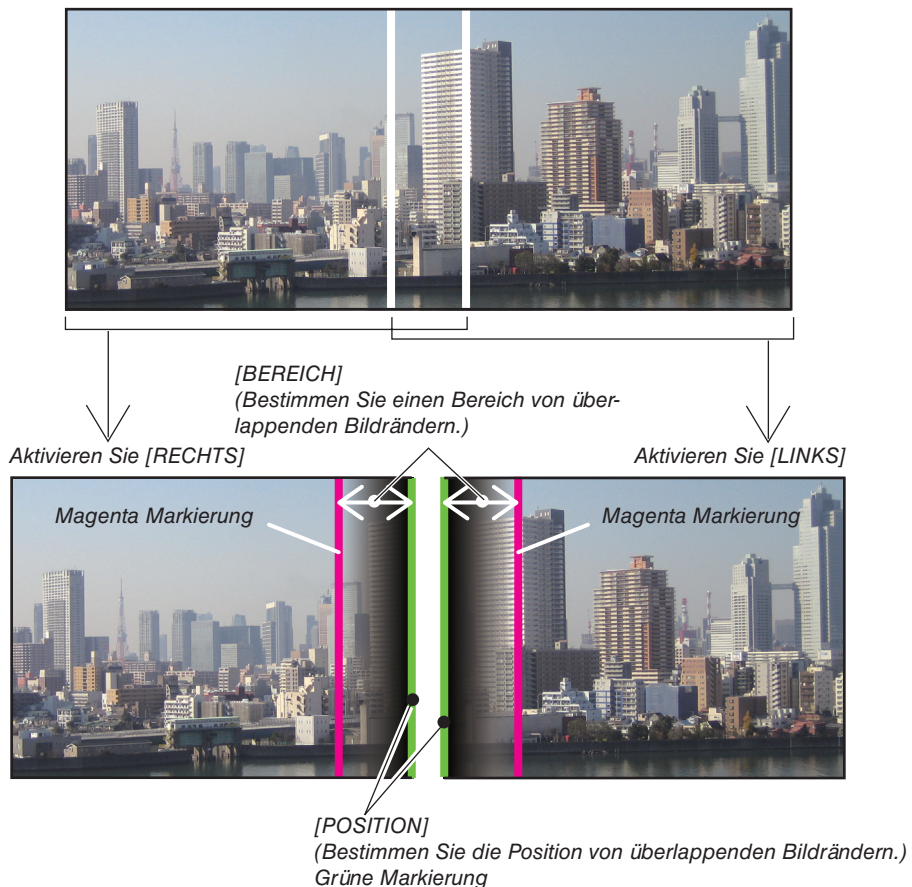 [BEREICH]
(Bestimmen Sie einen Bereich von über-
lappenden Bildrändern.)
Aktivieren Sie [RECHTS]
Aktivieren Sie [LINKS]
Magenta Markierung
Magenta Markierung
[POSITION]
(Bestimmen Sie die Position von überlappenden Bildrändern.)
Grüne Markierung